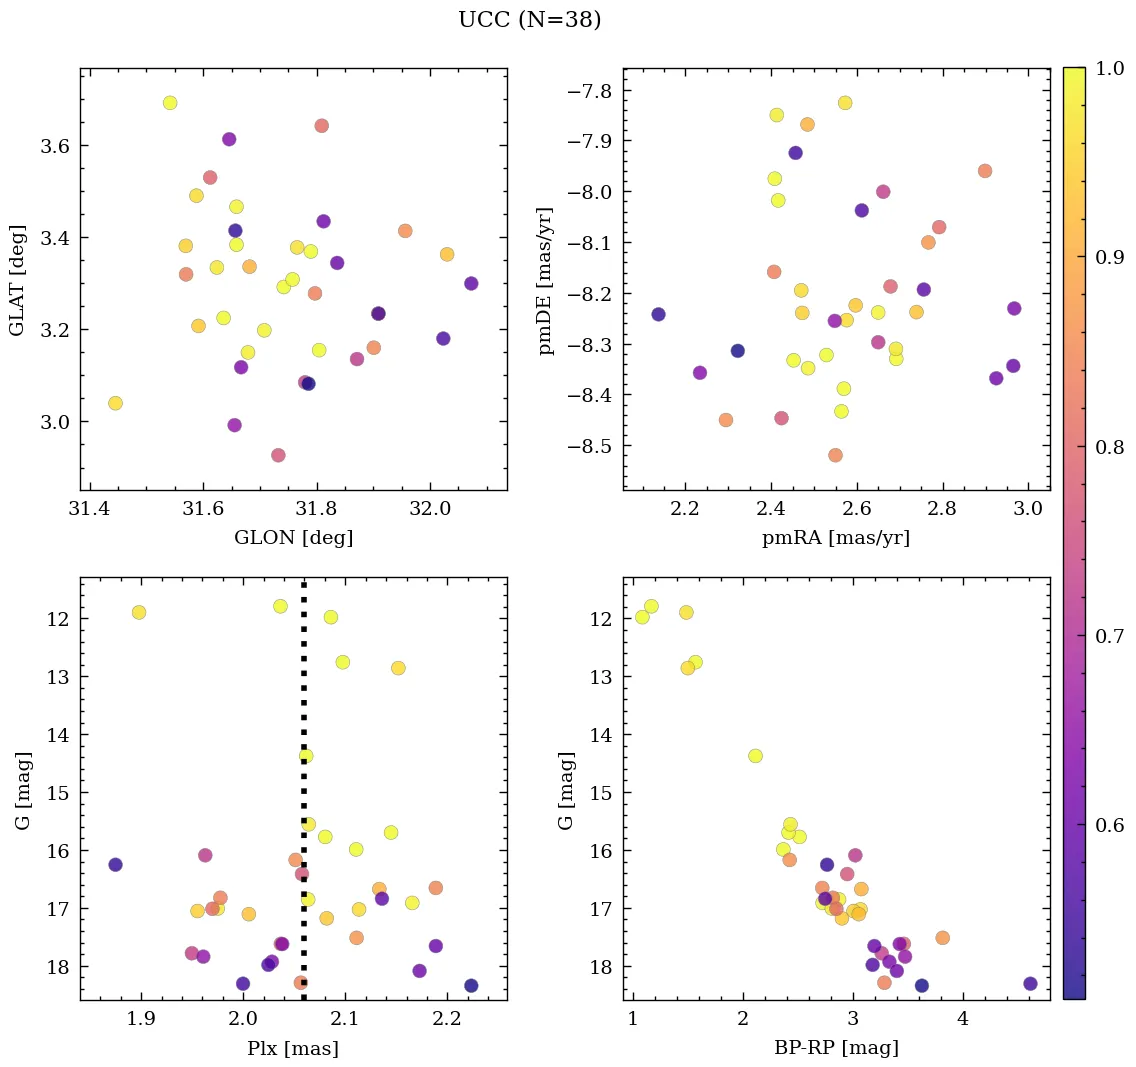 UCC (N=38)
3.6
3.4
3.2
3.0
GLAT [deg]
31.4 31.6 31.8 32.0
GLON [deg]
−7.8
−7.9
−8.0
−8.1
−8.2
−8.3
−8.4
−8.5
pmDE [mas/yr]
2.2 2.4 2.6 2.8 3.0
pmRA [mas/yr]
1.0
0.9
0.8
0.7
0.6
12
13
14
15
16
17
18
G [mag]
1.9 2.0 2.1 2.2
Plx [mas]
12
13
14
15
16
17
18
G [mag]
1 2 3 4
BP-RP [mag]